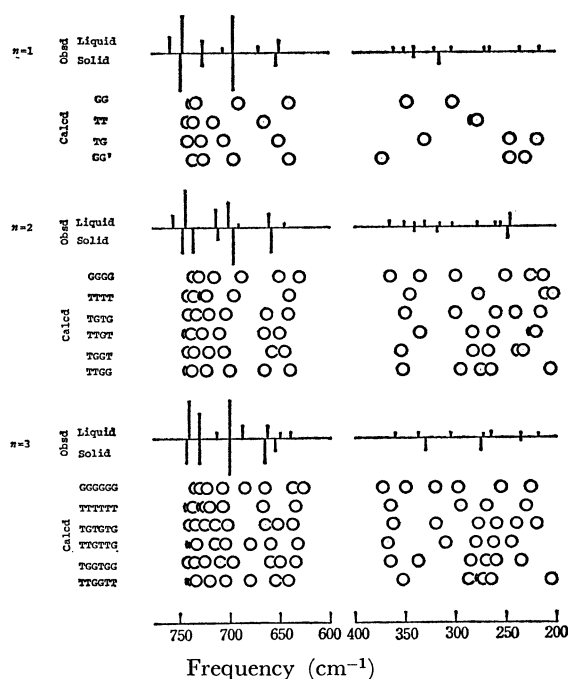 n=1
Obsd
Liquid
Solid
Calcd
GG
TT
TG
GG'
n=2
Obsd
Liquid
Solid
Calcd
GGGG
TTTT
TGTG
TTGT
TGGT
TTGG
n=3
Obsd
Liquid
Solid
Calcd
GGGGGG
TTTTTT
TGTGTG
TTGTTG
TGGTGG
TTGGTT
750 700 650 600 400 350 300 250 200
Frequency (cm⁻¹)